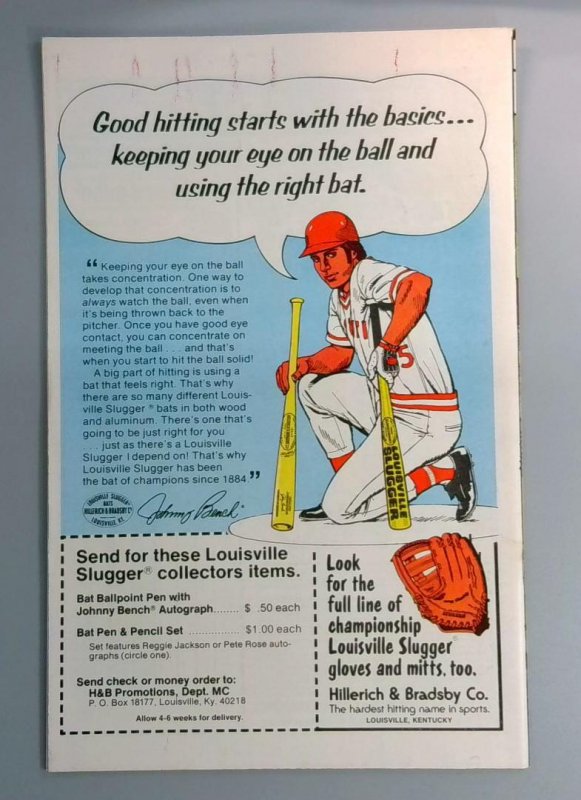 Good hitting starts with the basics...
keeping your eye on the ball and
using the right bat.
“ Keeping your eye on the ball
takes concentration. One way to
develop that concentration is to
always watch the ball, even when
it's being thrown back to the
pitcher. Once you have good eye
contact, you can concentrate on
meeting the ball . . . and that's
when you start to hit the ball solid!
A big part of hitting is using a
bat that feels right. That's why
there are so many different Louis-
ville Slugger® bats in both wood
and aluminum. There's one that's
going to be just right for you
. . . just as there's a Louisville
Slugger I depend on! That's why
Louisville Slugger has been
the bat of champions since 1884.”
LOUISVILLE SLUGGER®
BATS
HILLERICH & BRADSBY Co
LOUISVILLE, KY.
Johnny Bench
5
LOUISVILLE
SLUGGER
Send for these Louisville
Slugger® collectors items.
Bat Ballpoint Pen with
Johnny Bench® Autograph....... $ .50 each
Bat Pen & Pencil Set ................ $1.00 each
Set features Reggie Jackson or Pete Rose auto-
graphs (circle one).
Send check or money order to:
H&B Promotions, Dept. MC
P. O. Box 18177, Louisville, Ky. 40218
Allow 4-6 weeks for delivery.
Look
for the
full line of
championship
Louisville Slugger®
gloves and mitts, too.
Hillerich & Bradsby Co.
The hardest hitting name in sports.
LOUISVILLE, KENTUCKY